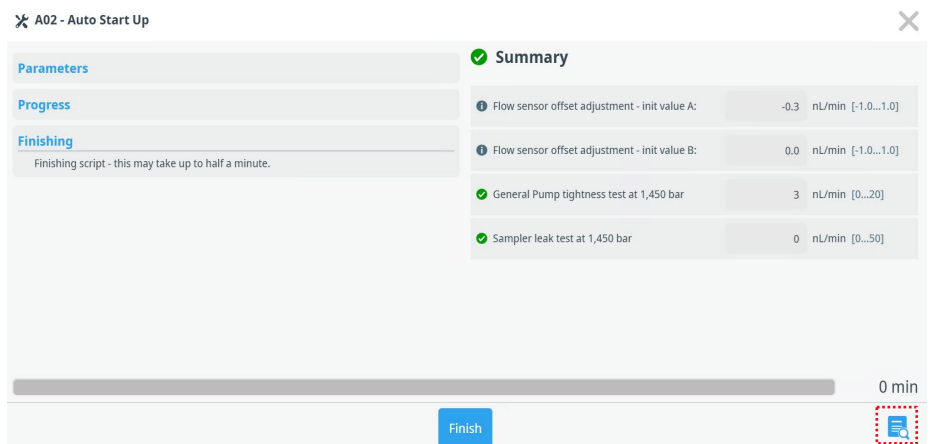 A02 - Auto Start Up
Parameters
Progress
Finishing
Finishing script - this may take up to half a minute.
Summary
Flow sensor offset adjustment - init value A: -0.3 nL/min [-1.0...1.0]
Flow sensor offset adjustment - init value B: 0.0 nL/min [-1.0...1.0]
General Pump tightness test at 1,450 bar 3 nL/min [0...20]
Sampler leak test at 1,450 bar 0 nL/min [0...50]
0 min
Finish